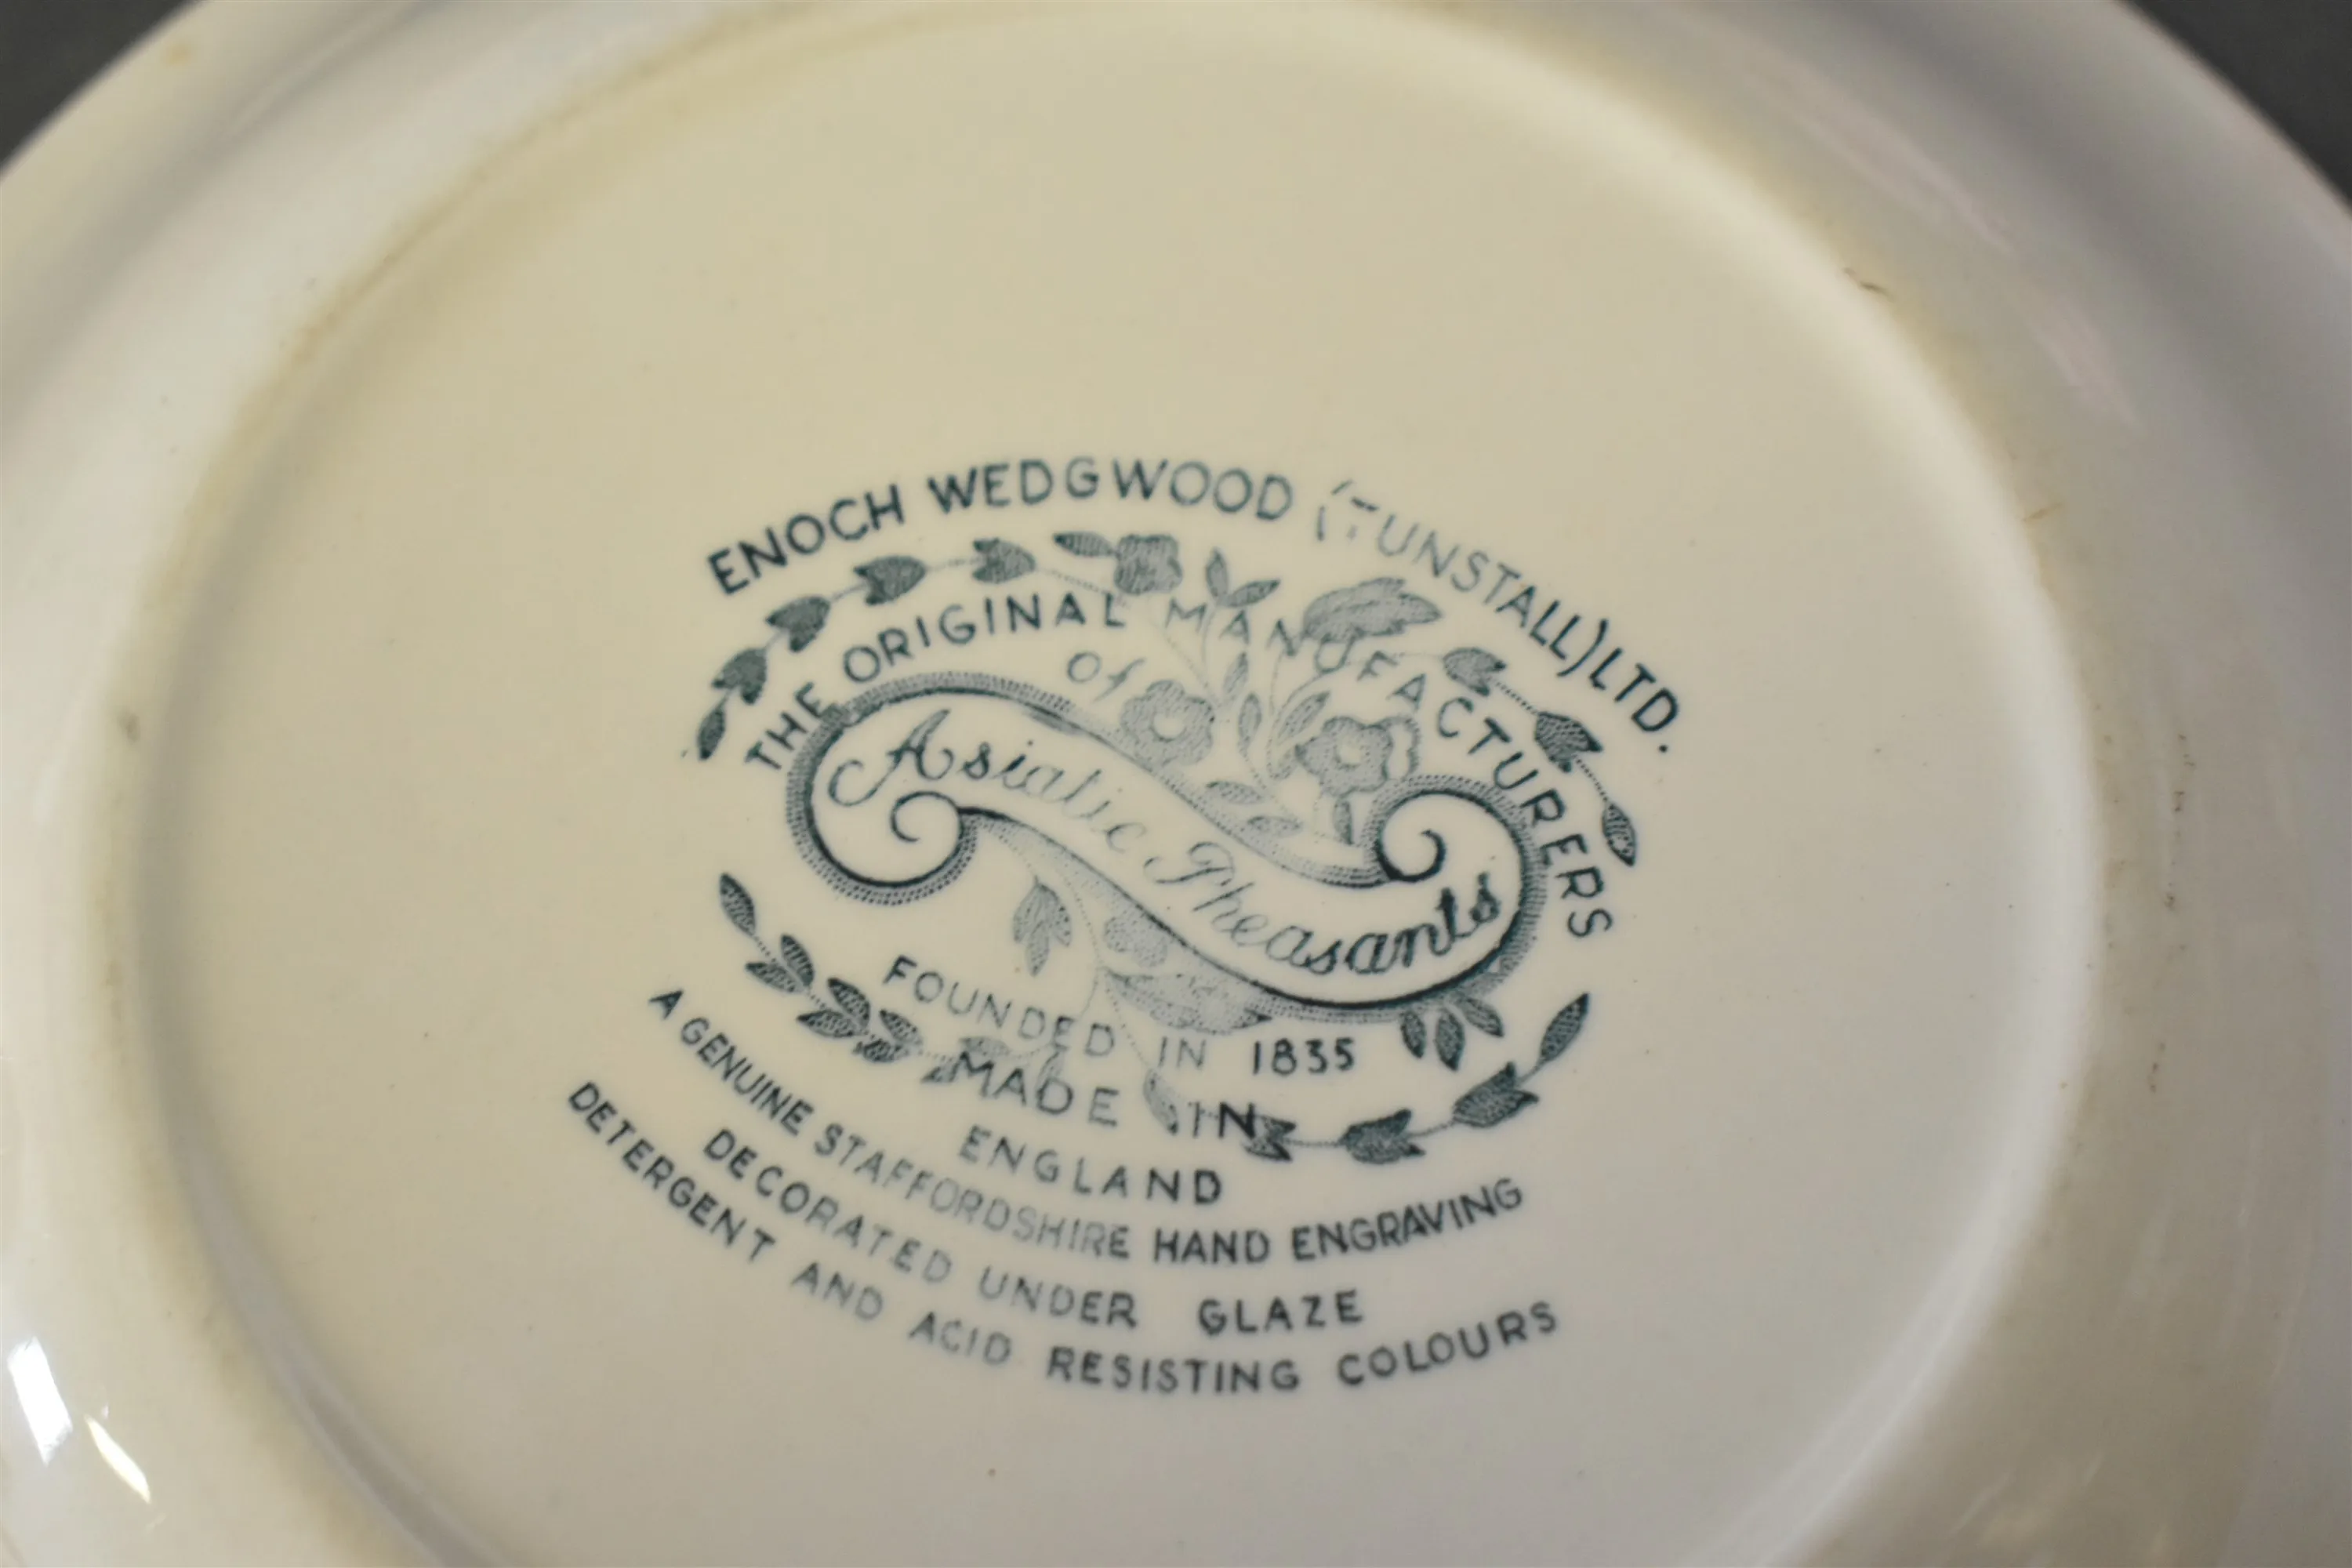 ENOCH WEDGWOOD (TUNSTALL) LTD.
THE ORIGINAL MANUFACTURERS
of
Asiatic Pheasants
FOUNDED IN 1835
MADE IN
ENGLAND
A GENUINE STAFFORDSHIRE HAND ENGRAVING
DECORATED UNDER GLAZE
DETERGENT AND ACID RESISTING COLOURS